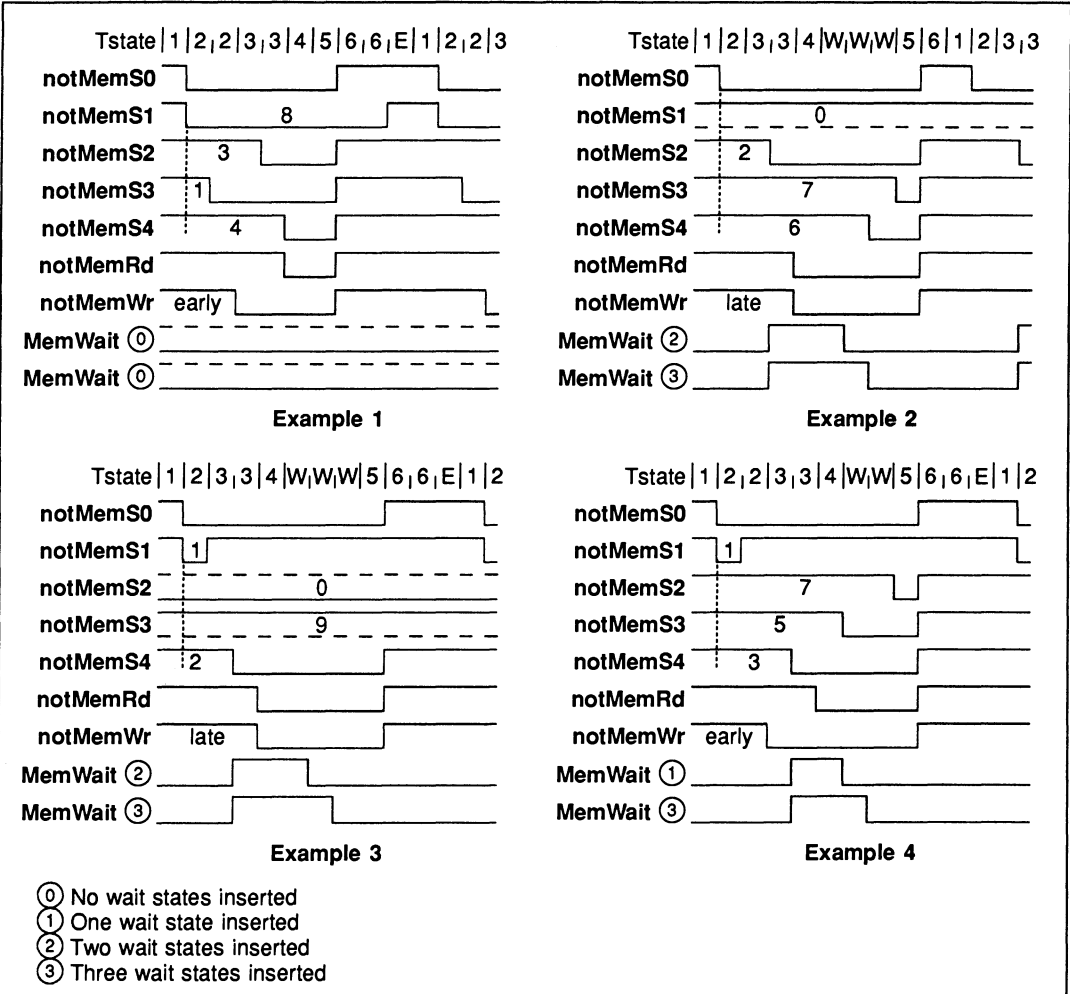 Tstate |1|2|2|3|3|4|5|6|6|E|1|2|2|3
notMemS0
notMemS1 8
notMemS2 3
notMemS3 1
notMemS4 4
notMemRd
notMemWr early
MemWait 0
MemWait 0
Example 1
Tstate |1|2|3|3|4|W|W|W|5|6|1|2|3|3
notMemS0
notMemS1 0
notMemS2 2
notMemS3 7
notMemS4 6
notMemRd
notMemWr late
MemWait 2
MemWait 3
Example 2
Tstate |1|2|3|3|4|W|W|W|5|6|6|E|1|2
notMemS0
notMemS1 1
notMemS2 0
notMemS3 9
notMemS4 2
notMemRd
notMemWr late
MemWait 2
MemWait 3
Example 3
Tstate |1|2|2|3|3|4|W|W|5|6|6|E|1|2
notMemS0
notMemS1 1
notMemS2 7
notMemS3 5
notMemS4 3
notMemRd
notMemWr early
MemWait 1
MemWait 3
Example 4
0 No wait states inserted
1 One wait state inserted
2 Two wait states inserted
3 Three wait states inserted